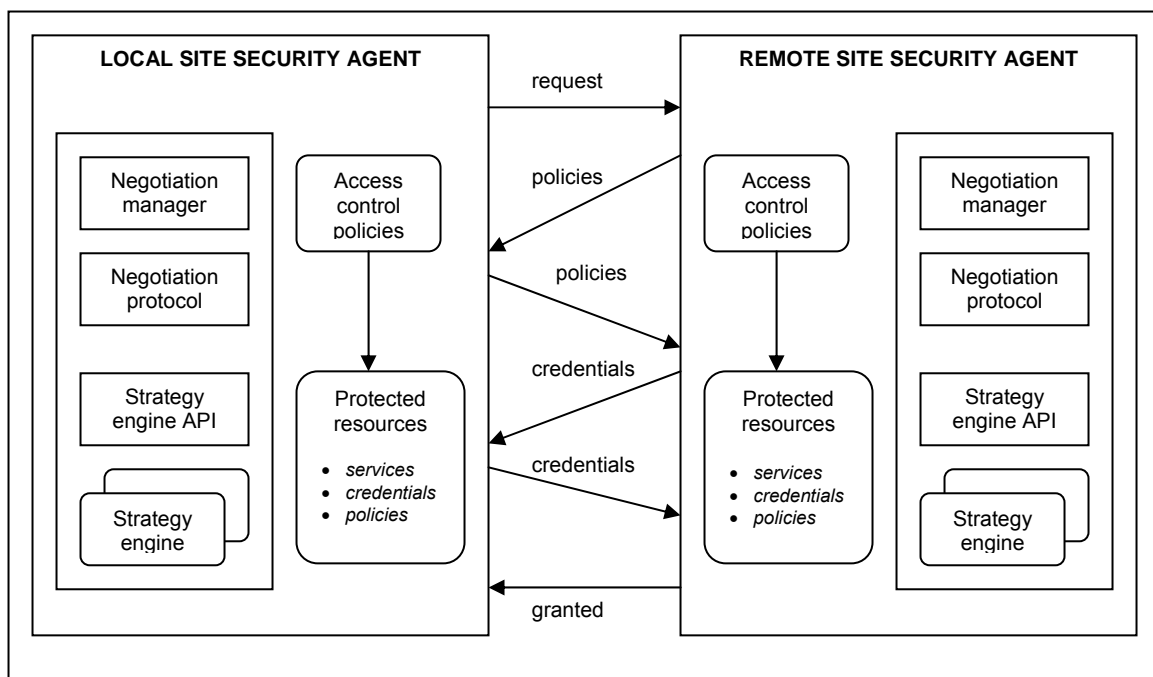 LOCAL SITE SECURITY AGENT
Negotiation
manager
Negotiation
protocol
Strategy
engine API
Strategy
engine
Access
control
policies
Protected
resources
• services
• credentials
• policies
request
policies
policies
credentials
credentials
granted
REMOTE SITE SECURITY AGENT
Access
control
policies
Protected
resources
• services
• credentials
• policies
Negotiation
manager
Negotiation
protocol
Strategy
engine API
Strategy
engine